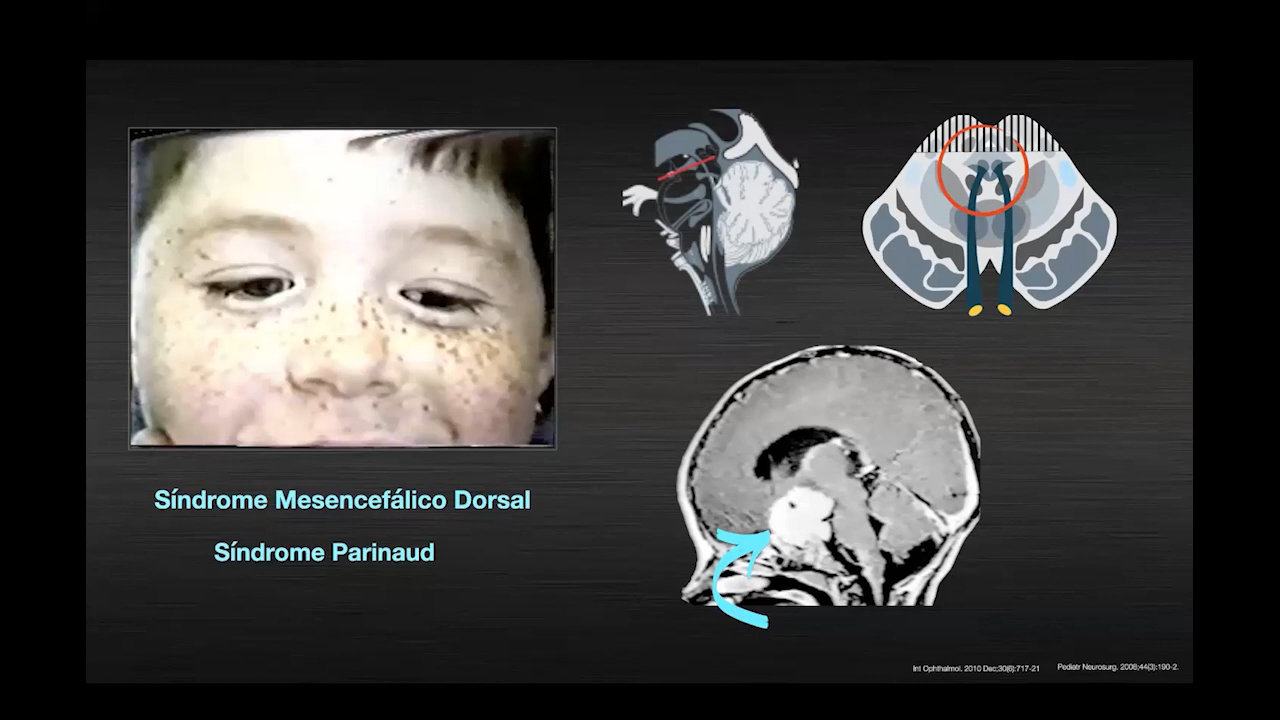 Síndrome Mesencefálico Dorsal
Síndrome Parinaud
Int Ophthalmol. 2010 Dec;30(6):717-21
Pediatr Neurosurg. 2008;44(3):190-2.